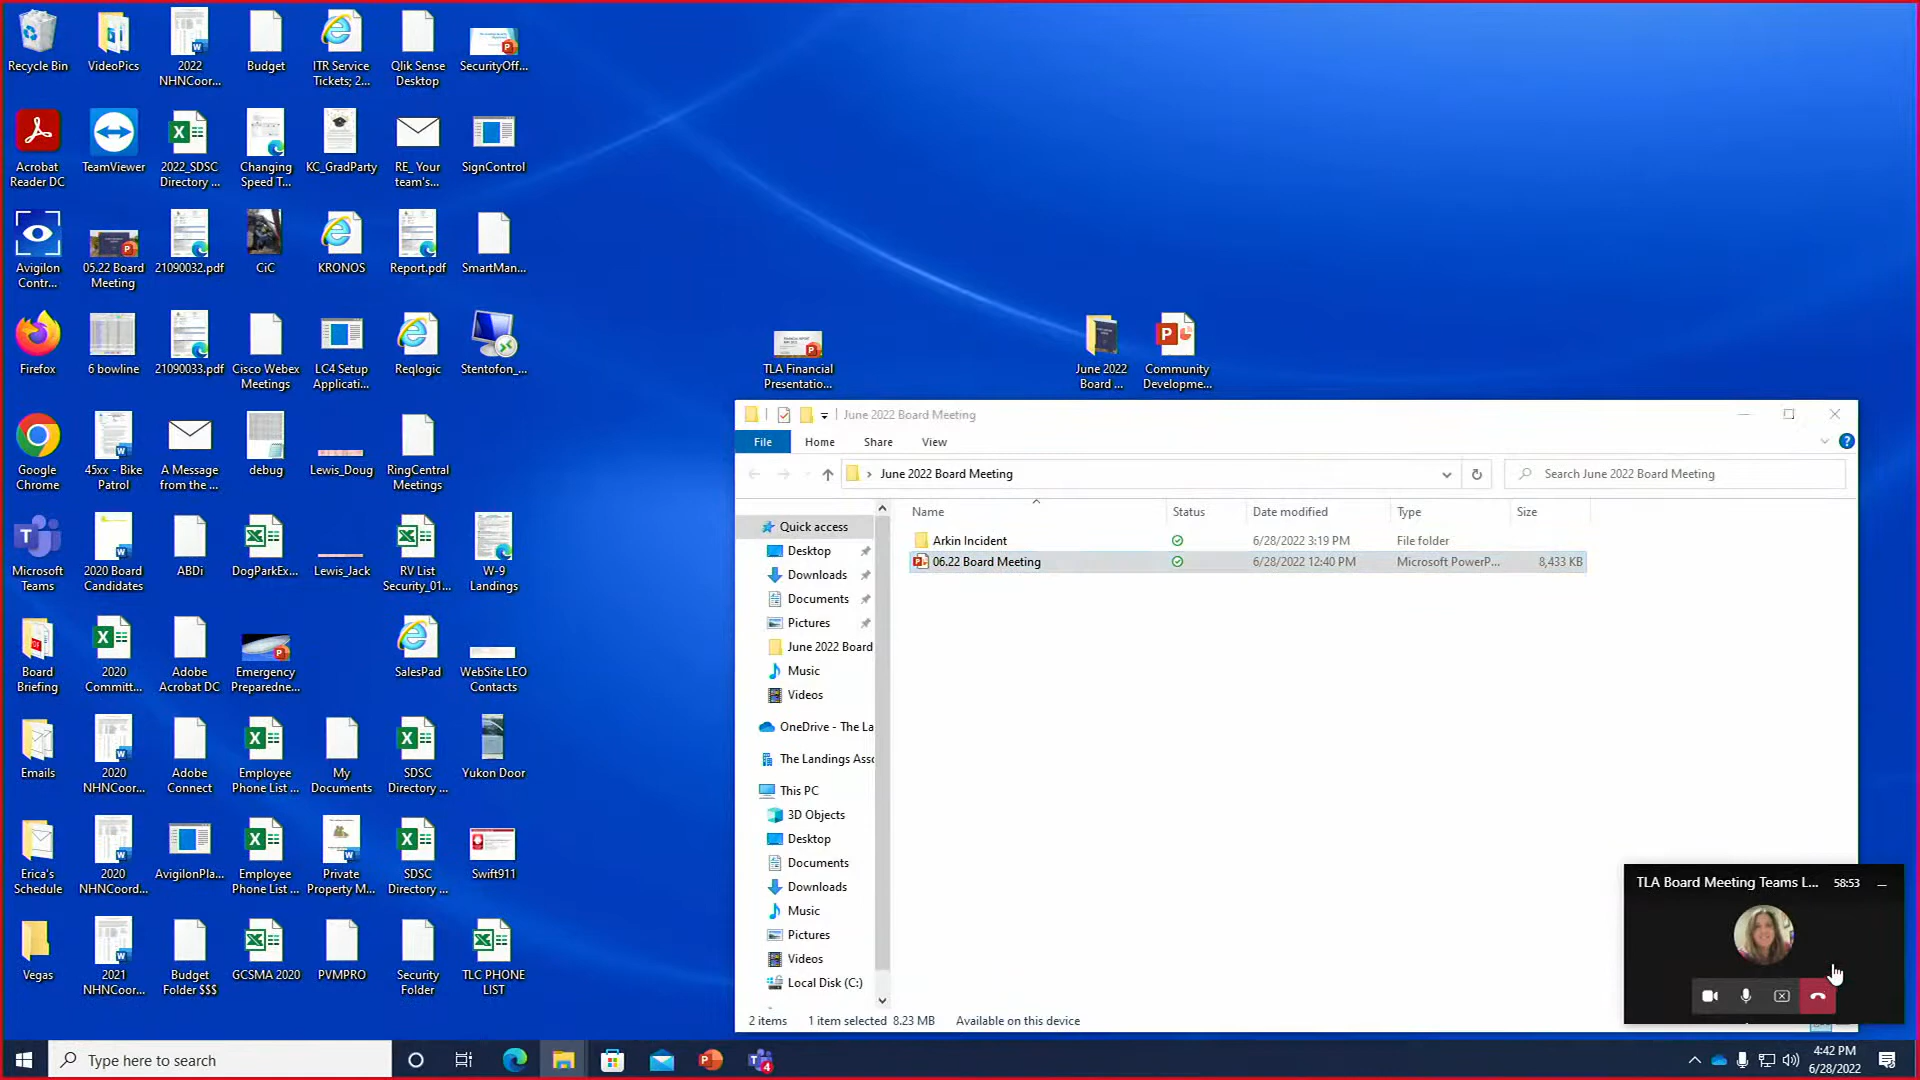 Recycle Bin
VideoPics
2022
NHNCoor...
Budget
ITR Service
Tickets; 2...
Qlik Sense
Desktop
SecurityOff...
Acrobat
Reader DC
TeamViewer
2022_SDSC
Directory ...
Changing
Speed T...
KC_GradParty
RE_ Your
team's...
SignControl
Avigilon
Contr...
05.22 Board
Meeting
21090032.pdf
CiC
KRONOS
Report.pdf
SmartMan...
Firefox
6 bowline
21090033.pdf
Cisco Webex
Meetings
LC4 Setup
Applicati...
Reqlogic
Stentofon_...
TLA Financial
Presentatio...
June 2022
Board ...
Community
Developme...
Google
Chrome
45xx - Bike
Patrol
A Message
from the ...
debug
Lewis_Doug
RingCentral
Meetings
Microsoft
Teams
2020 Board
Candidates
ABDi
DogParkEx...
Lewis_Jack
RV List
Security_01...
W-9
Landings
Board
Briefing
2020
Committ...
Adobe
Acrobat DC
Emergency
Preparedne...
SalesPad
WebSite LEO
Contacts
Emails
2020
NHNCoor...
Adobe
Connect
Employee
Phone List ...
My
Documents
SDSC
Directory ...
Yukon Door
Erica's
Schedule
2020
NHNCoord...
AvigilonPla...
Employee
Phone List ...
Private
Property M...
SDSC
Directory ...
Swift911
Vegas
2021
NHNCoor...
Budget
Folder $$$
GCSMA 2020
PVMPRO
Security
Folder
TLC PHONE
LIST
June 2022 Board Meeting
File Home Share View
June 2022 Board Meeting
Search June 2022 Board Meeting
Name Status Date modified Type Size
Arkin Incident 6/28/2022 3:19 PM File folder
06.22 Board Meeting 6/28/2022 12:40 PM Microsoft PowerP... 8,433 KB
Quick access
Desktop
Downloads
Documents
Pictures
June 2022 Board
Music
Videos
OneDrive - The La
The Landings Asso
This PC
3D Objects
Desktop
Documents
Downloads
Music
Pictures
Videos
Local Disk (C:)
2 items 1 item selected 8.23 MB Available on this device
TLA Board Meeting Teams L... 58:53
Type here to search
4
4:42 PM
6/28/2022